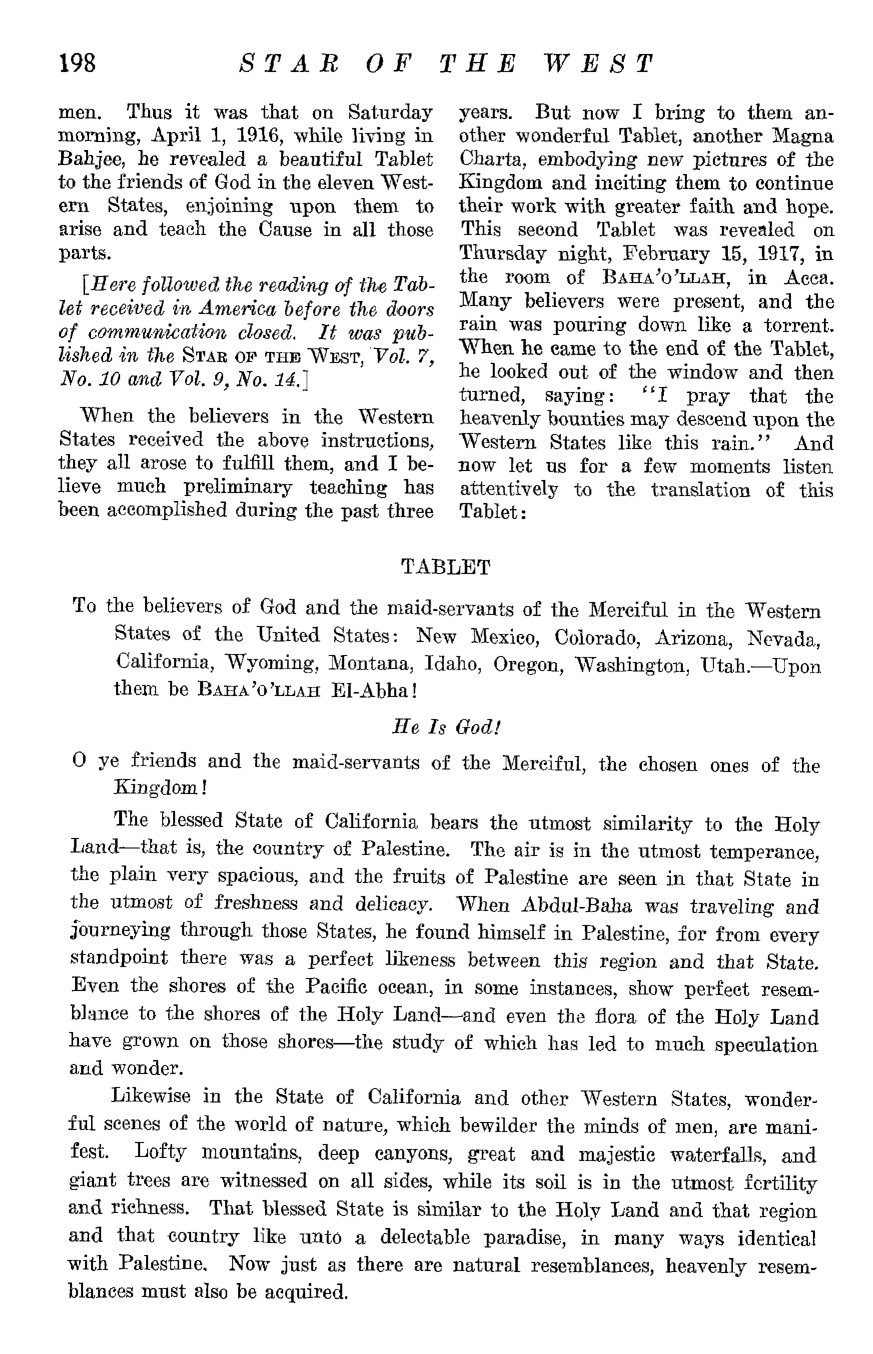 198 STAR OF THE WEST
men. Thus it was that on Saturday
morning, April 1, 1916, while living in
Bahjee, he revealed a beautiful Tablet
to the friends of God in the eleven West-
ern States, enjoining upon them to
arise and teach the Cause in all those
parts.
[Here followed the reading of the Tab-
let received in America before the doors
of communication closed. It was pub-
lished in the STAR OF THE WEST, Vol. 7,
No. 10 and Vol. 9, No. 14.]
When the believers in the Western
States received the above instructions,
they all arose to fulfill them, and I be-
lieve much preliminary teaching has
been accomplished during the past three
years. But now I bring to them an-
other wonderful Tablet, another Magna
Charta, embodying new pictures of the
Kingdom and inciting them to continue
their work with greater faith and hope.
This second Tablet was revealed on
Thursday night, February 15, 1917, in
the room of BAHA'O'LLAH, in Acca.
Many believers were present, and the
rain was pouring down like a torrent.
When he came to the end of the Tablet,
he looked out of the window and then
turned, saying: "I pray that the
heavenly bounties may descend upon the
Western States like this rain." And
now let us for a few moments listen
attentively to the translation of this
Tablet:
TABLET
To the believers of God and the maid-servants of the Merciful in the Western
States of the United States: New Mexico, Colorado, Arizona, Nevada,
California, Wyoming, Montana, Idaho, Oregon, Washington, Utah.—Upon
them be BAHA'O'LLAH El-Abha!
He Is God!
O ye friends and the maid-servants of the Merciful, the chosen ones of the
Kingdom!
The blessed State of California bears the utmost similarity to the Holy
Land—that is, the country of Palestine. The air is in the utmost temperance,
the plain very spacious, and the fruits of Palestine are seen in that State in
the utmost of freshness and delicacy. When Abdul-Baha was traveling and
journeying through those States, he found himself in Palestine, for from every
standpoint there was a perfect likeness between this region and that State.
Even the shores of the Pacific ocean, in some instances, show perfect resem-
blance to the shores of the Holy Land—and even the flora of the Holy Land
have grown on those shores—the study of which has led to much speculation
and wonder.
Likewise in the State of California and other Western States, wonder-
ful scenes of the world of nature, which bewilder the minds of men, are mani-
fest. Lofty mountains, deep canyons, great and majestic waterfalls, and
giant trees are witnessed on all sides, while its soil is in the utmost fertility
and richness. That blessed State is similar to the Holy Land and that region
and that country like unto a delectable paradise, in many ways identical
with Palestine. Now just as there are natural resemblances, heavenly resem-
blances must also be acquired.